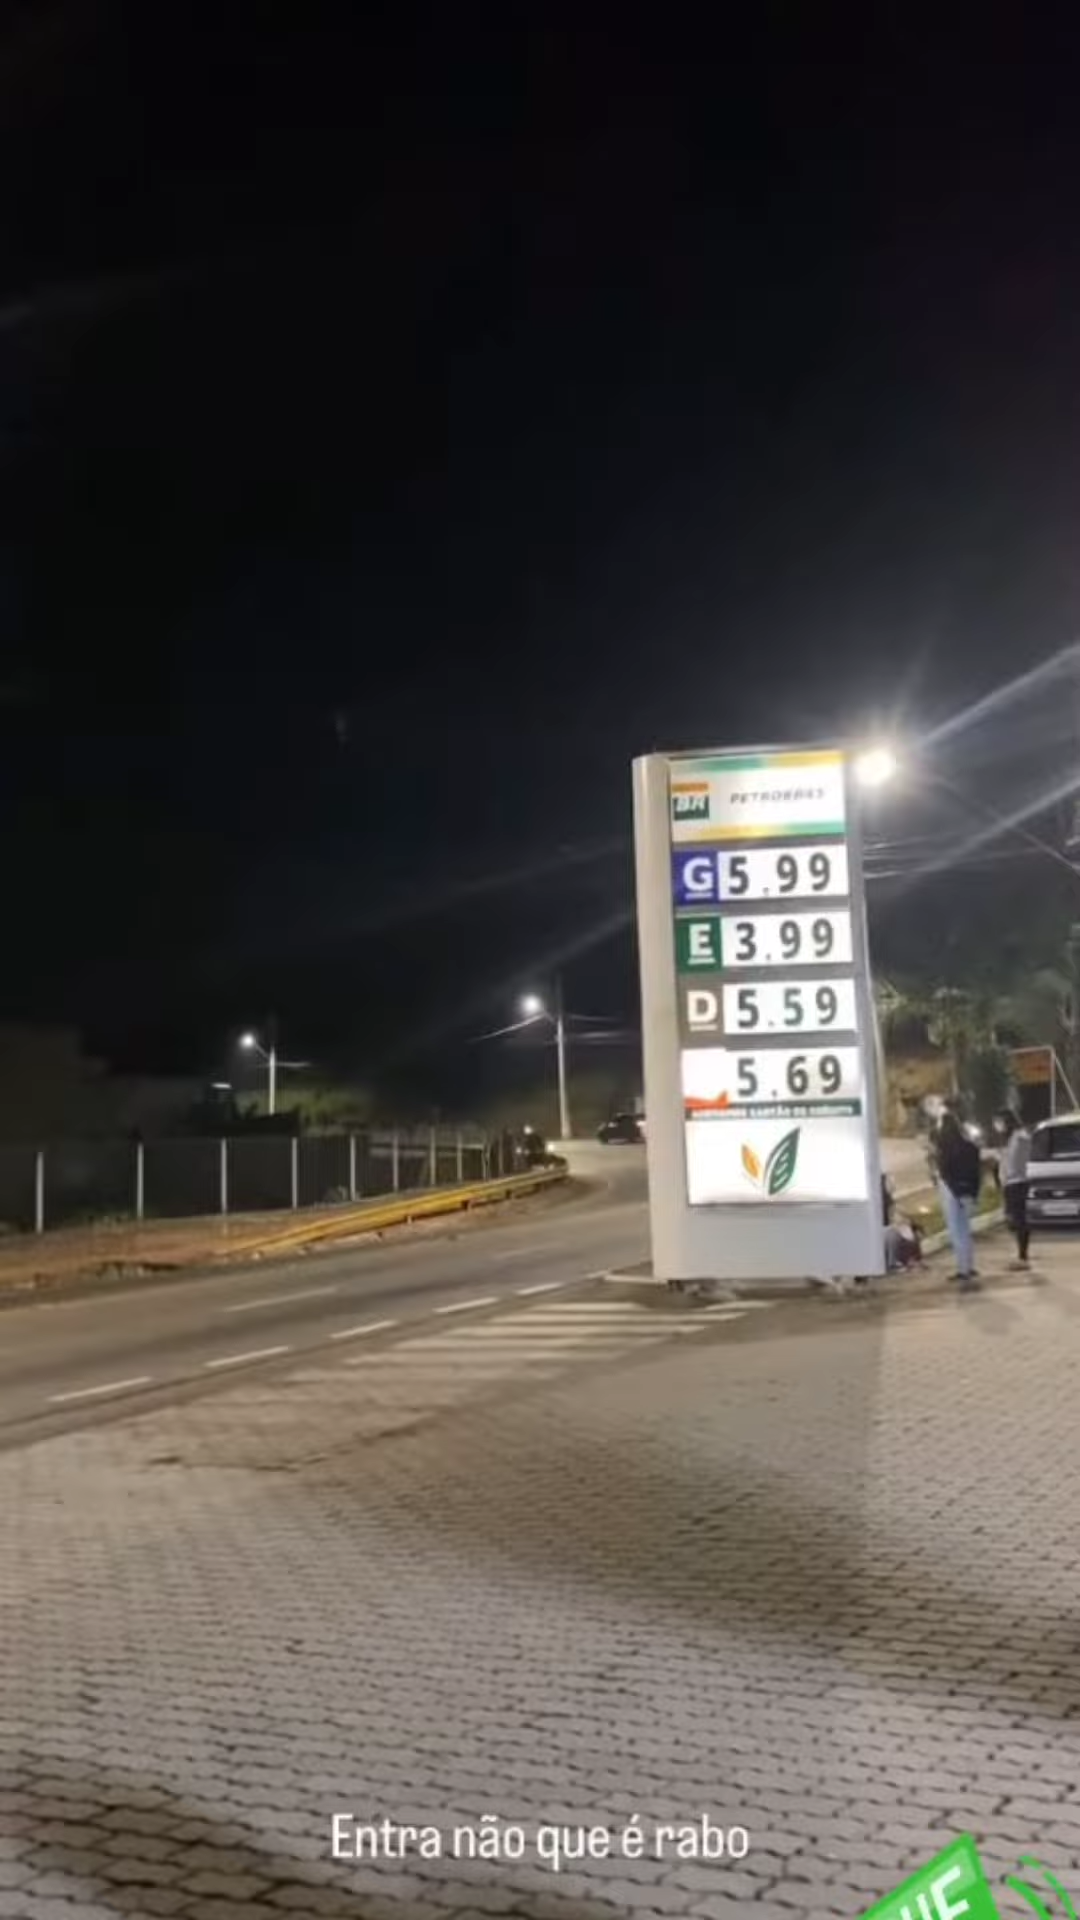 BR PETROBRAS
G 5.99
E 3.99
D 5.59
5.69
Entra não que é rabo